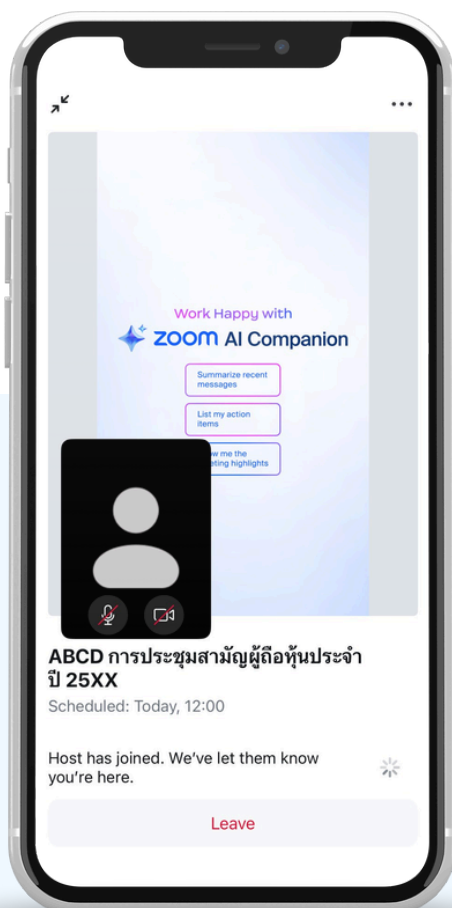 Work Happy with
zoom AI Companion
Summarize recent
messages
List my action
items
me the
highlights
ABCD การประชุมสามัญผู้ถือหุ้นประจำ
ปี 25XX
Scheduled: Today, 12:00
Host has joined. We've let them know
you're here.
Leave